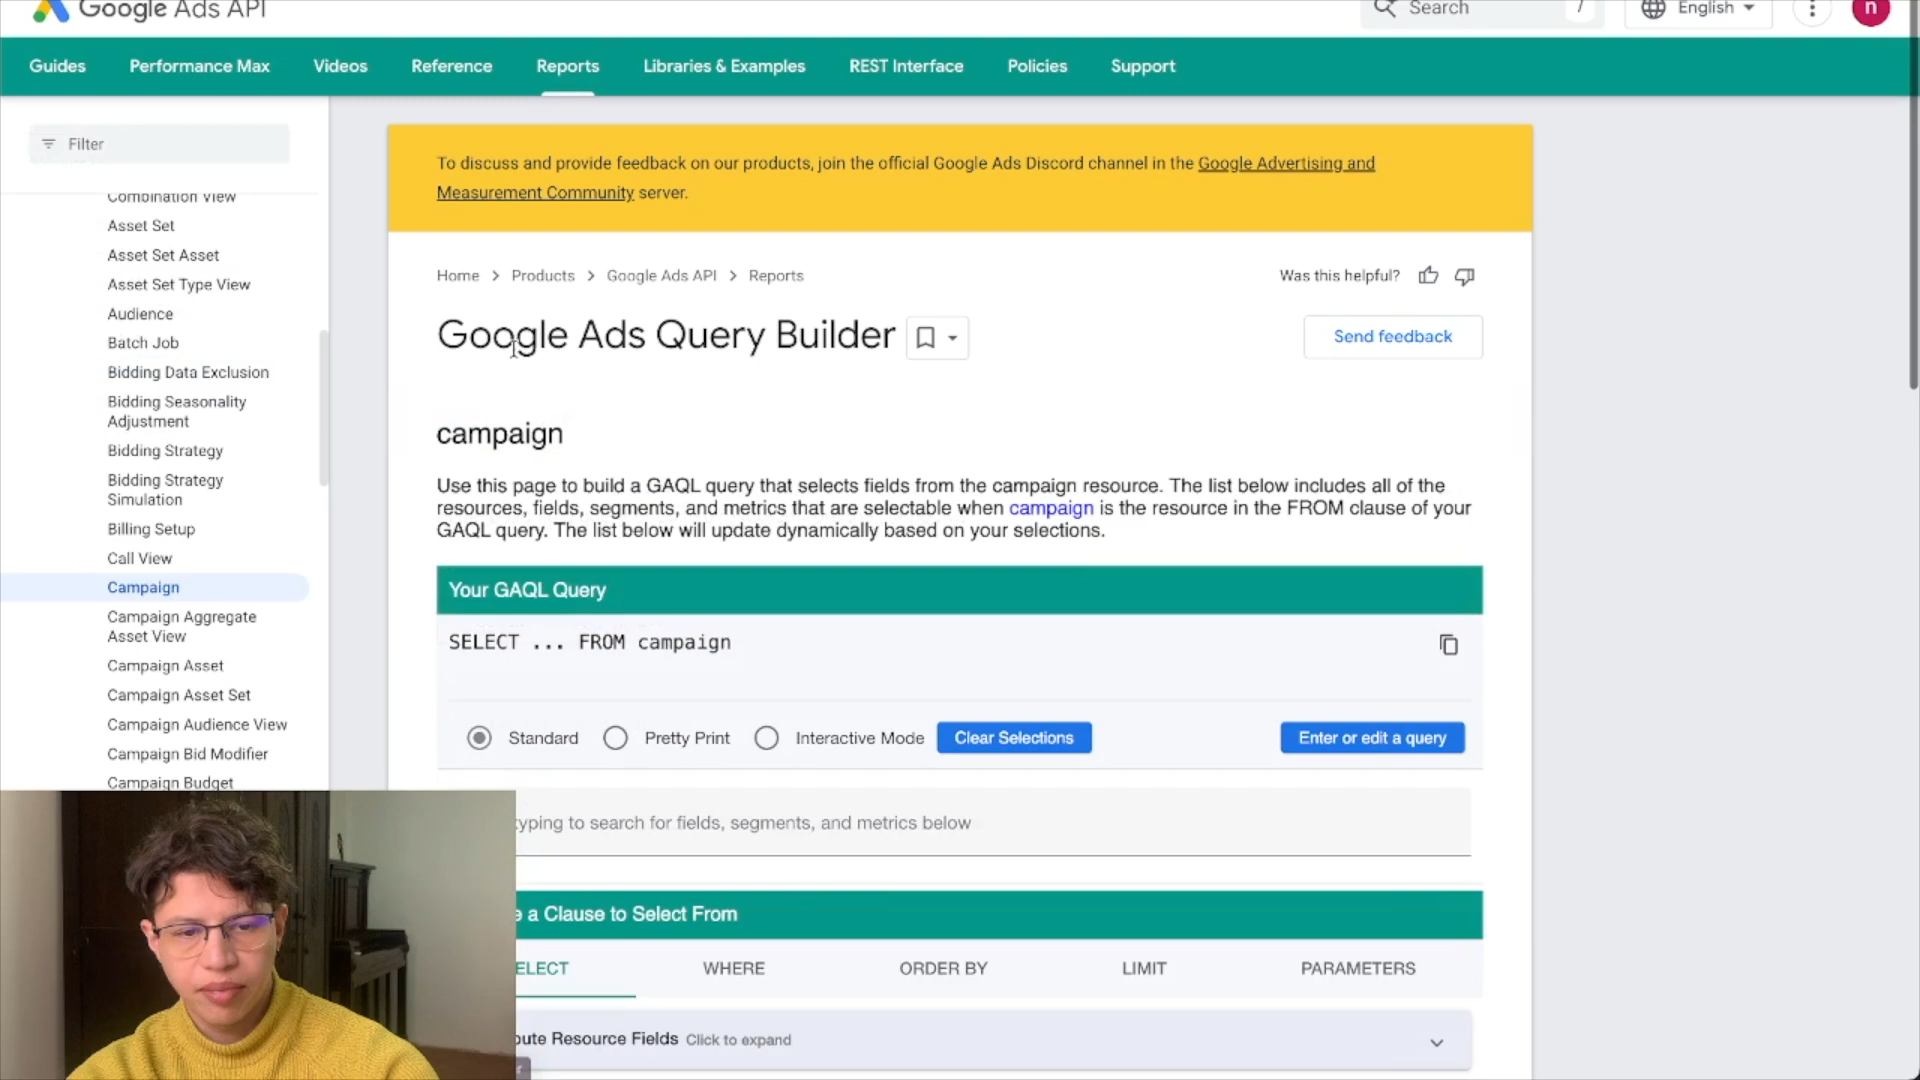 Google Ads API
Search
/
English
n
Guides
Performance Max
Videos
Reference
Reports
Libraries & Examples
REST Interface
Policies
Support
Filter
Combination View
Asset Set
Asset Set Asset
Asset Set Type View
Audience
Batch Job
Bidding Data Exclusion
Bidding Seasonality
Adjustment
Bidding Strategy
Bidding Strategy
Simulation
Billing Setup
Call View
Campaign
Campaign Aggregate
Asset View
Campaign Asset
Campaign Asset Set
Campaign Audience View
Campaign Bid Modifier
Campaign Budget
To discuss and provide feedback on our products, join the official Google Ads Discord channel in the Google Advertising and
Measurement Community server.
Home > Products > Google Ads API > Reports
Was this helpful?
Google Ads Query Builder
Send feedback
campaign
Use this page to build a GAQL query that selects fields from the campaign resource. The list below includes all of the
resources, fields, segments, and metrics that are selectable when campaign is the resource in the FROM clause of your
GAQL query. The list below will update dynamically based on your selections.
Your GAQL Query
SELECT ... FROM campaign
Standard
Pretty Print
Interactive Mode
Clear Selections
Enter or edit a query
typing to search for fields, segments, and metrics below
a Clause to Select From
ELECT
WHERE
ORDER BY
LIMIT
PARAMETERS
bute Resource Fields Click to expand